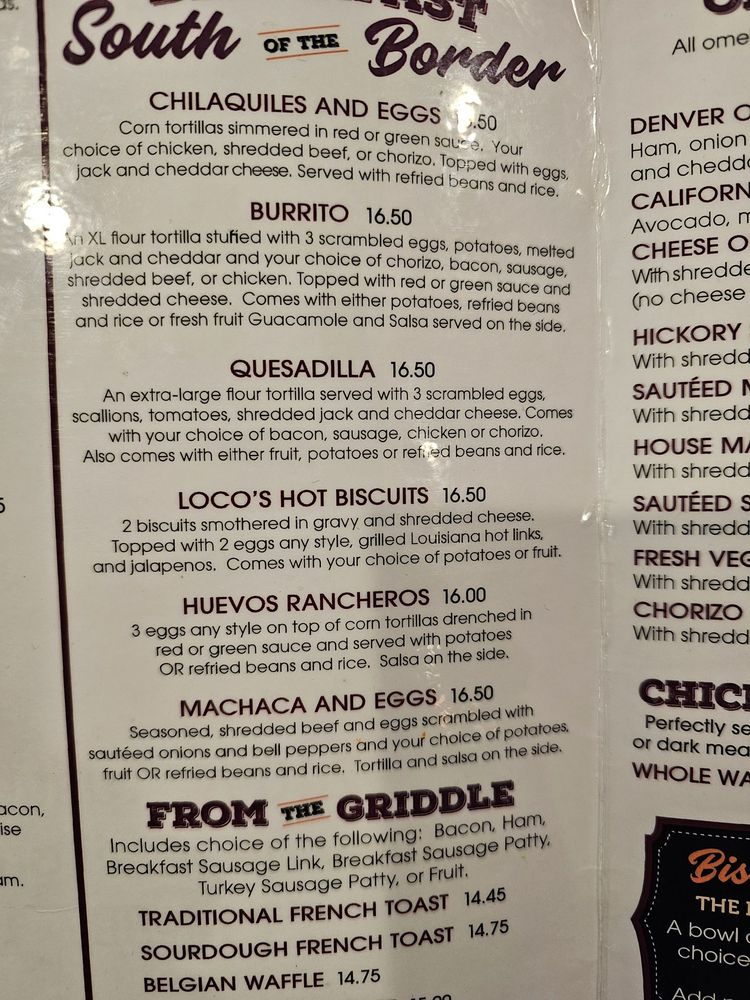 South OF THE Border
CHILAQUILES AND EGGS .50
Corn tortillas simmered in red or green sauce. Your
choice of chicken, shredded beef, or chorizo. Topped with eggs,
jack and cheddar cheese. Served with refried beans and rice.
BURRITO 16.50
An XL flour tortilla stuffed with 3 scrambled eggs, potatoes, melted
jack and cheddar and your choice of chorizo, bacon, sausage,
shredded beef, or chicken. Topped with red or green sauce and
shredded cheese. Comes with either potatoes, refried beans
and rice or fresh fruit Guacamole and Salsa served on the side.
QUESADILLA 16.50
An extra-large flour tortilla served with 3 scrambled eggs,
scallions, tomatoes, shredded jack and cheddar cheese. Comes
with your choice of bacon, sausage, chicken or chorizo.
Also comes with either fruit, potatoes or refried beans and rice.
LOCO'S HOT BISCUITS 16.50
2 biscuits smothered in gravy and shredded cheese.
Topped with 2 eggs any style, grilled Louisiana hot links,
and jalapenos. Comes with your choice of potatoes or fruit.
HUEVOS RANCHEROS 16.00
3 eggs any style on top of corn tortillas drenched in
red or green sauce and served with potatoes
OR refried beans and rice. Salsa on the side.
MACHACA AND EGGS 16.50
Seasoned, shredded beef and eggs scrambled with
sautéed onions and bell peppers and your choice of potatoes,
fruit OR refried beans and rice. Tortilla and salsa on the side.
FROM THE GRIDDLE
Includes choice of the following: Bacon, Ham,
Breakfast Sausage Link, Breakfast Sausage Patty,
Turkey Sausage Patty, or Fruit.
TRADITIONAL FRENCH TOAST 14.45
SOURDOUGH FRENCH TOAST 14.75
BELGIAN WAFFLE 14.75
All ome
DENVER O
Ham, onion
and chedda
CALIFORN
Avocado, m
CHEESE O
With shredde
(no cheese
HICKORY
With shredd
SAUTÉED M
With shredd
HOUSE MA
With shredd
SAUTÉED S
With shredd
FRESH VEG
With shredd
CHORIZO
With shredd
CHIC
Perfectly se
or dark mea
WHOLE WA
Bis
THE
A bowl
choice
Add